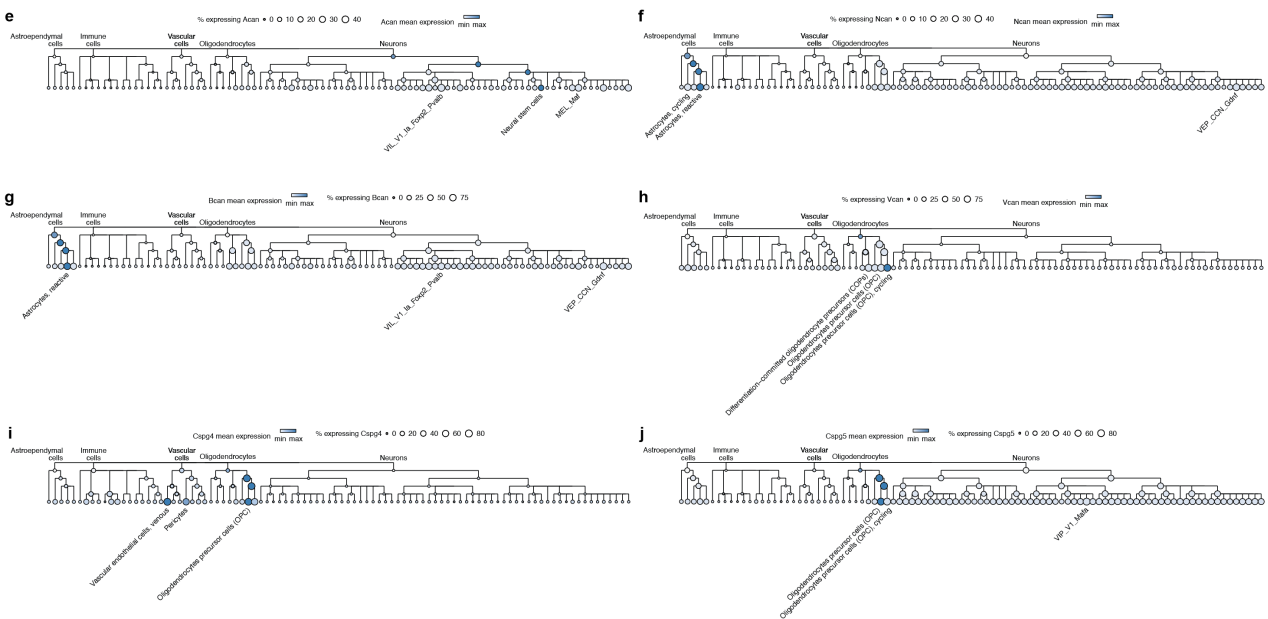 e
% expressing Acan 0 10 20 30 40
Acan mean expression
min max
Astroependymal cells
Immune cells
Vascular cells
Oligodendrocytes
Neurons
VIL_V1_Ia_Foxp2_Pvalb
Neural stem cells
MEL_Maf
f
% expressing Ncan 0 10 20 30 40
Ncan mean expression
min max
Astroependymal cells
Immune cells
Vascular cells
Oligodendrocytes
Neurons
Astrocytes, cycling
Astrocytes, reactive
VEP_CCN_Gdnf
g
Bcan mean expression
min max
% expressing Bcan 0 25 50 75
Astroependymal cells
Immune cells
Vascular cells
Oligodendrocytes
Neurons
Astrocytes, reactive
VIL_V1_Ia_Foxp2_Pvalb
VEP_CCN_Gdnf
h
% expressing Vcan 0 25 50 75
Vcan mean expression
min max
Astroependymal cells
Immune cells
Vascular cells
Oligodendrocytes
Neurons
Differentiation-committed oligodendrocyte precursors (COPs)
Oligodendrocytes precursor cells (OPC)
Oligodendrocytes precursor cells (OPC), cycling
i
Cspg4 mean expression
min max
% expressing Cspg4 0 20 40 60 80
Astroependymal cells
Immune cells
Vascular cells
Oligodendrocytes
Neurons
Vascular endothelial cells, venous
Pericytes
Oligodendrocytes precursor cells (OPC)
j
Cspg5 mean expression
min max
% expressing Cspg5 0 20 40 60 80
Astroependymal cells
Immune cells
Vascular cells
Oligodendrocytes
Neurons
Oligodendrocytes precursor cells (OPC)
Oligodendrocytes precursor cells (OPC), cycling
VIP_V1_Mafa